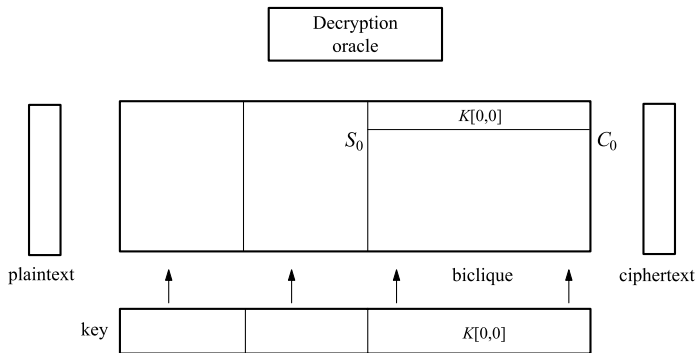 Decryption
oracle
K[0,0]
S0
C0
plaintext
biclique
ciphertext
key
K[0,0]